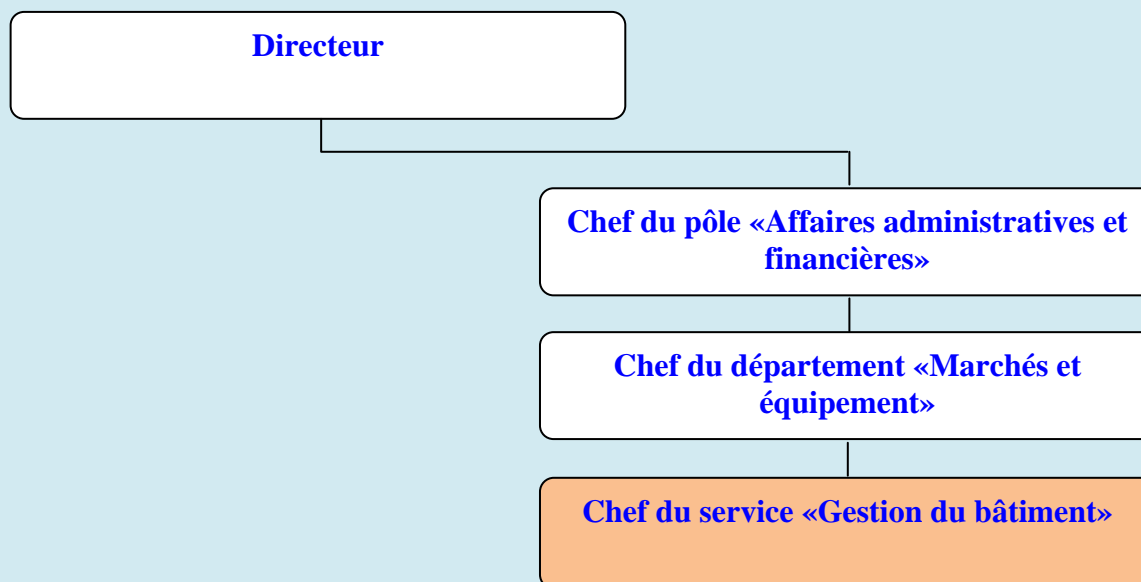 Directeur
Chef du pôle «Affaires administratives et
financières»
Chef du département «Marchés et
équipement»
Chef du service «Gestion du bâtiment»